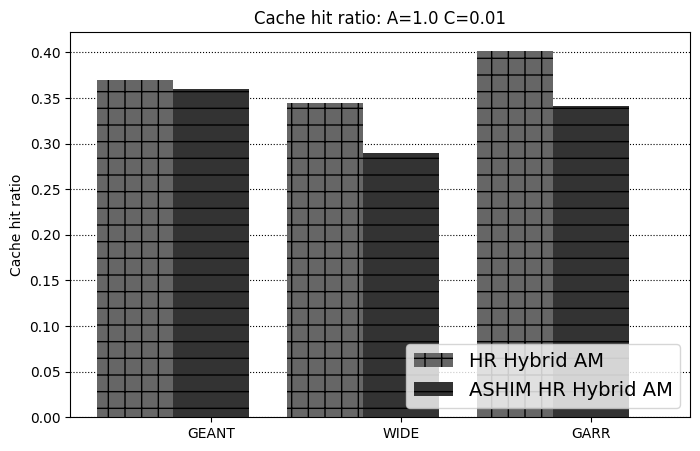 Cache hit ratio: A=1.0 C=0.01
Cache hit ratio
0.40
0.35
0.30
0.25
0.20
0.15
0.10
0.05
0.00
HR Hybrid AM
ASHIM HR Hybrid AM
GEANT
WIDE
GARR